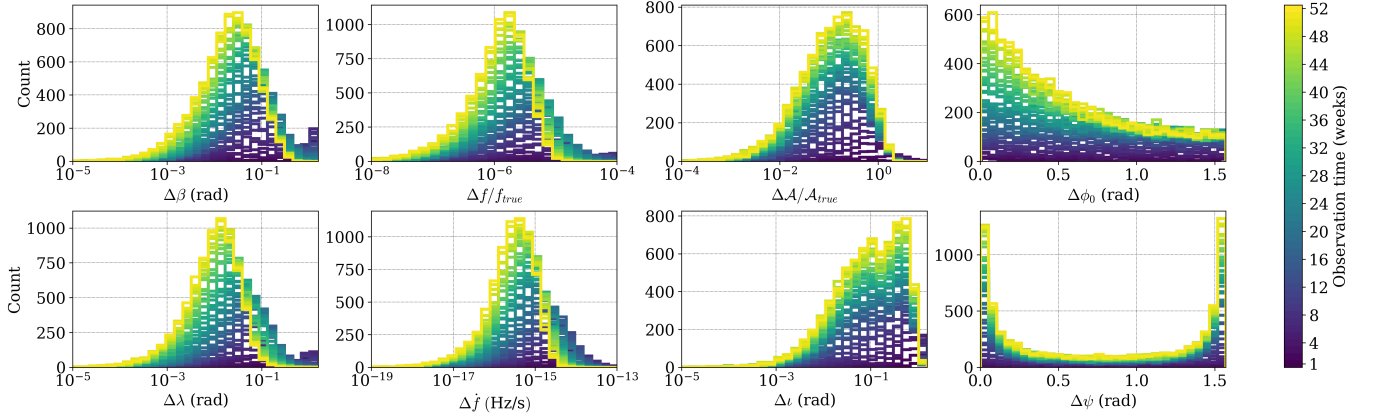 800
600
400
200
0
Count
10⁻⁵ 10⁻³ 10⁻¹
Δβ (rad)
1000
750
500
250
0
10⁻⁸ 10⁻⁶ 10⁻⁴
Δf/f_true
800
600
400
200
0
10⁻⁴ 10⁻² 10⁰
Δ𝒜/𝒜_true
600
400
200
0
0.0 0.5 1.0 1.5
Δϕ₀ (rad)
1000
750
500
250
0
Count
10⁻⁵ 10⁻³ 10⁻¹
Δλ (rad)
1000
750
500
250
0
10⁻¹⁹ 10⁻¹⁷ 10⁻¹⁵ 10⁻¹³
Δḟ (Hz/s)
800
600
400
200
0
10⁻⁵ 10⁻³ 10⁻¹
Δι (rad)
1000
500
0
0.0 0.5 1.0 1.5
Δψ (rad)
52
48
44
40
36
32
28
24
20
16
12
8
4
1
Observation time (weeks)